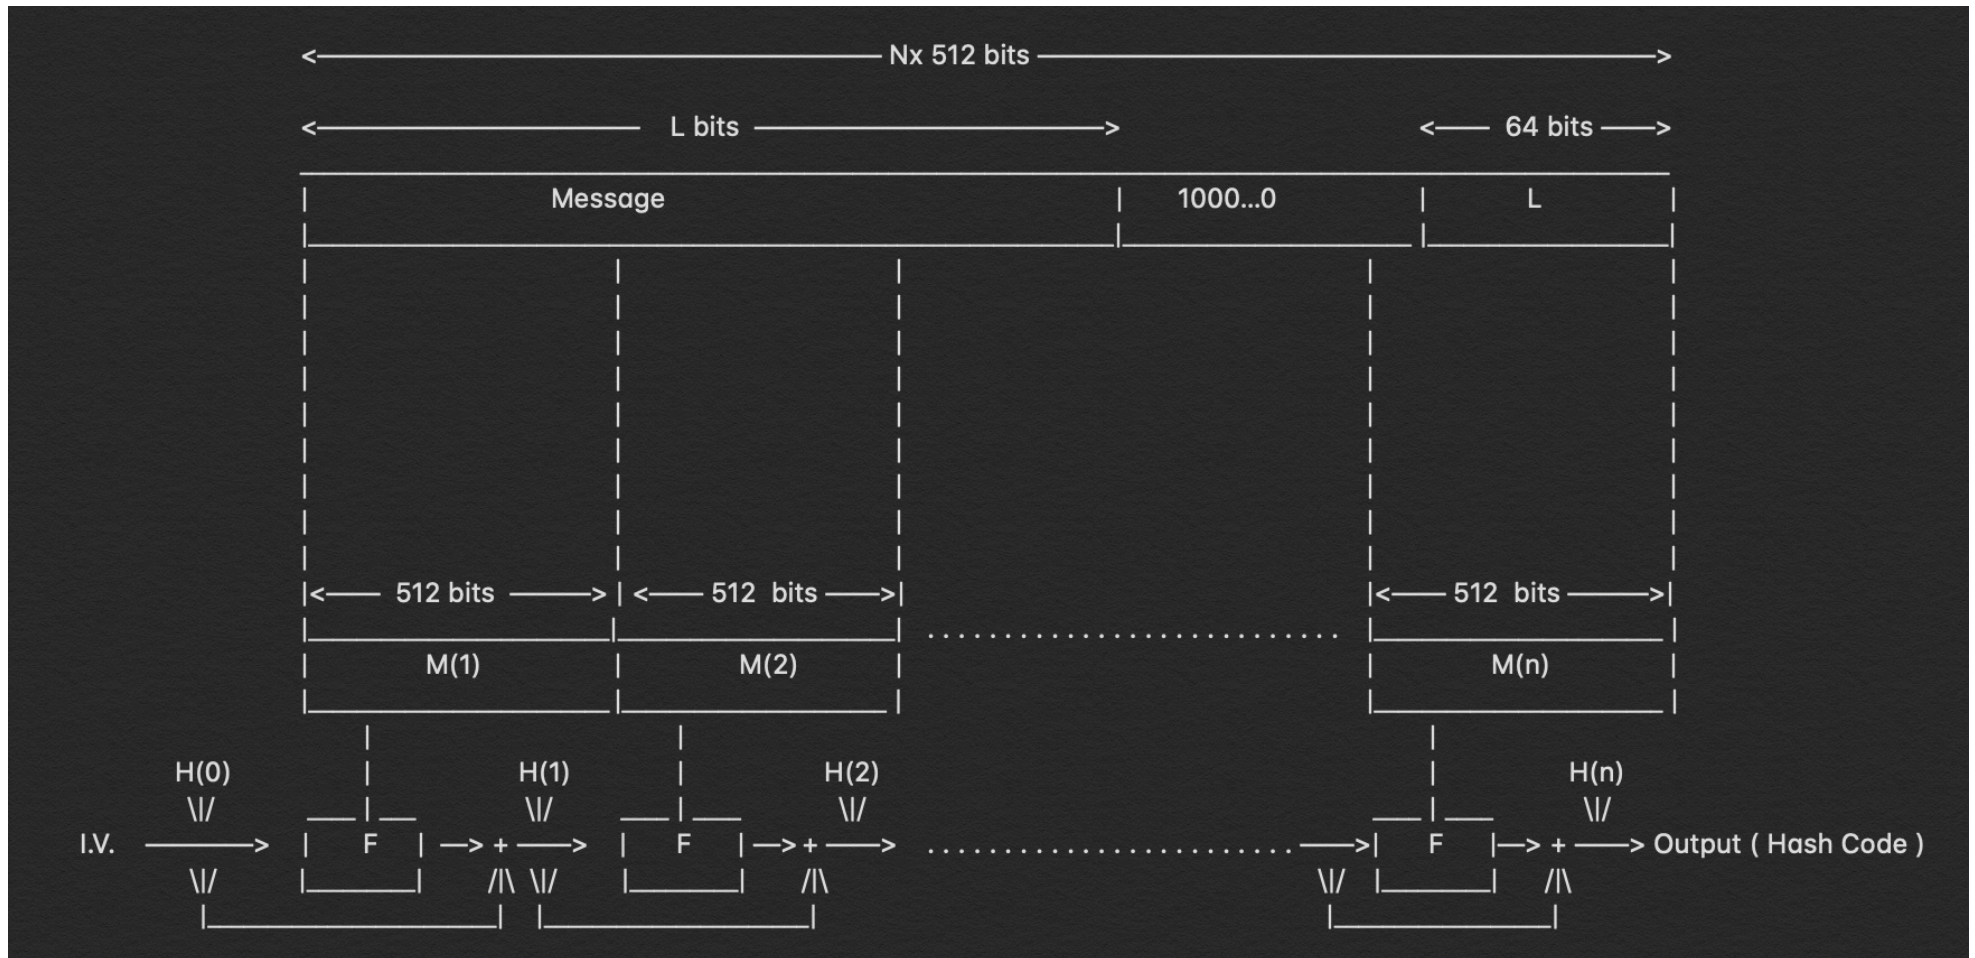 Nx 512 bits
L bits 64 bits
Message 1000...0 L
512 bits 512 bits 512 bits
M(1) M(2) M(n)
H(0) H(1) H(2) H(n)
I.V. F + F + F + Output ( Hash Code )